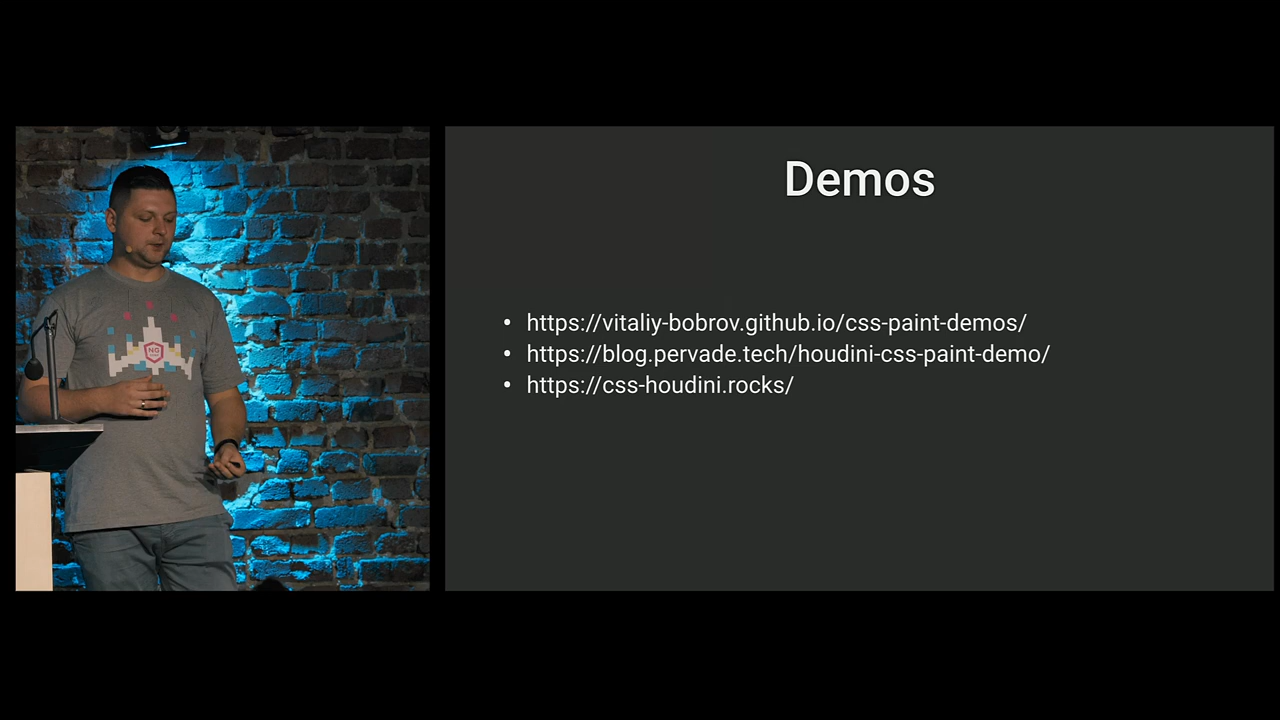 NG
Demos
• https://vitaliy-bobrov.github.io/css-paint-demos/
• https://blog.pervade.tech/houdini-css-paint-demo/
• https://css-houdini.rocks/